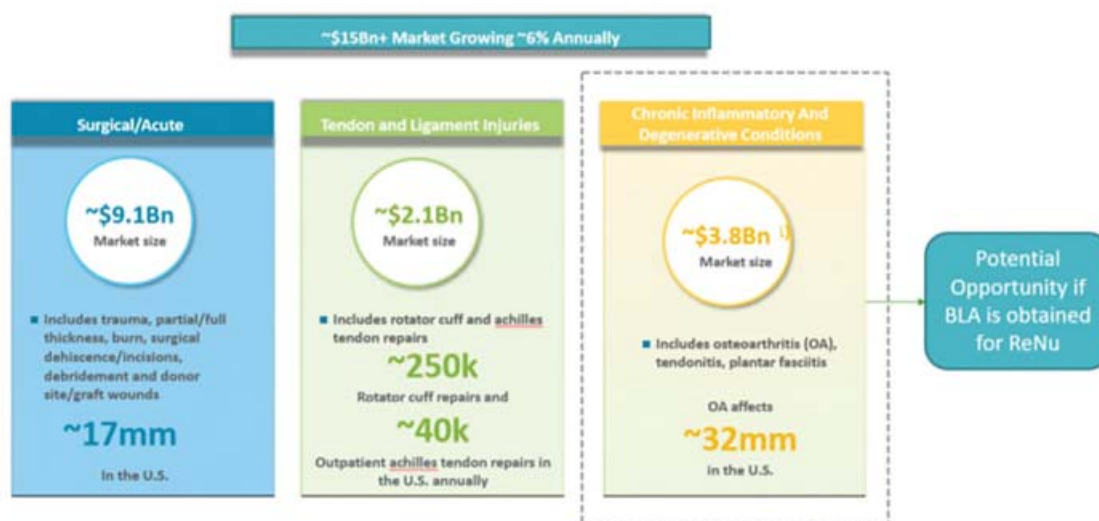 ~$15Bn+ Market Growing ~6% Annually
Surgical/Acute
~$9.1Bn
Market size
Includes trauma, partial/full
thickness, burn, surgical
dehiscence/incisions,
debridement and donor
site/graft wounds
~17mm
In the U.S.
Tendon and Ligament Injuries
~$2.1Bn
Market size
Includes rotator cuff and achilles
tendon repairs
~250k
Rotator cuff repairs and
~40k
Outpatient achilles tendon repairs in
the U.S. annually
Chronic Inflammatory And
Degenerative Conditions
~$3.8Bn
Market size
Includes osteoarthritis (OA),
tendonitis, plantar fasciitis
OA affects
~32mm
in the U.S.
Potential
Opportunity if
BLA is obtained
for ReNu